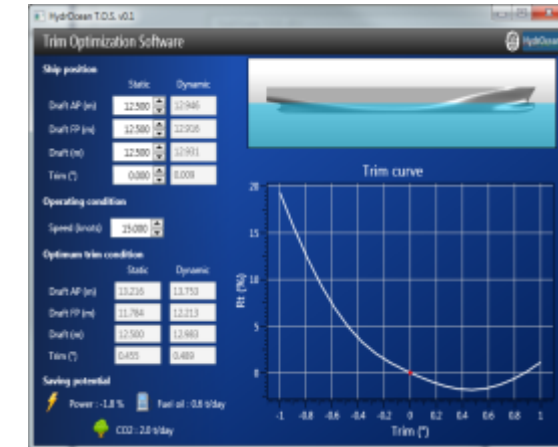 HydrOcean T.O.S. v0.1
Trim Optimization Software
HydrOcean
Ship position
Static Dynamic
Draft AP (m) 12.500 12.946
Draft FP (m) 12.500 12.916
Draft (m) 12.500 12.931
Trim (°) 0.000 0.009
Operating condition
Speed (knots) 15.000
Optimum trim condition
Static Dynamic
Draft AP (m) 13.216 13.753
Draft FP (m) 11.784 12.213
Draft (m) 12.500 12.983
Trim (°) 0.455 0.489
Saving potential
Power : -1.8 % Fuel oil : 0.6 t/day
CO2 : 2.0 t/day
Trim curve
20
15
10
5
0
Rt (%)
-1 -0.8 -0.6 -0.4 -0.2 0 0.2 0.4 0.6 0.8 1
Trim (°)